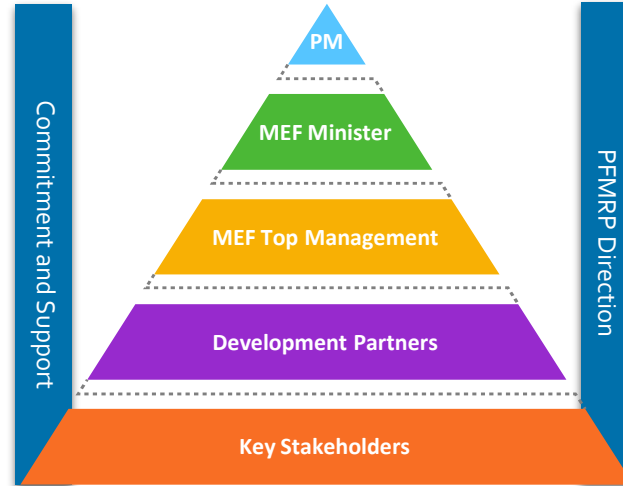 PM
MEF Minister
MEF Top Management
Development Partners
Key Stakeholders
Commitment and Support
PFMRP Direction